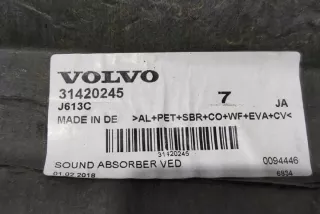 VOLVO
31420245 7
J613C JA
MADE IN DE >AL+PET+SBR+CO+WF+EVA+CV<
31420245
SOUND ABSORBER VED 0094446
01.02.2018 6834